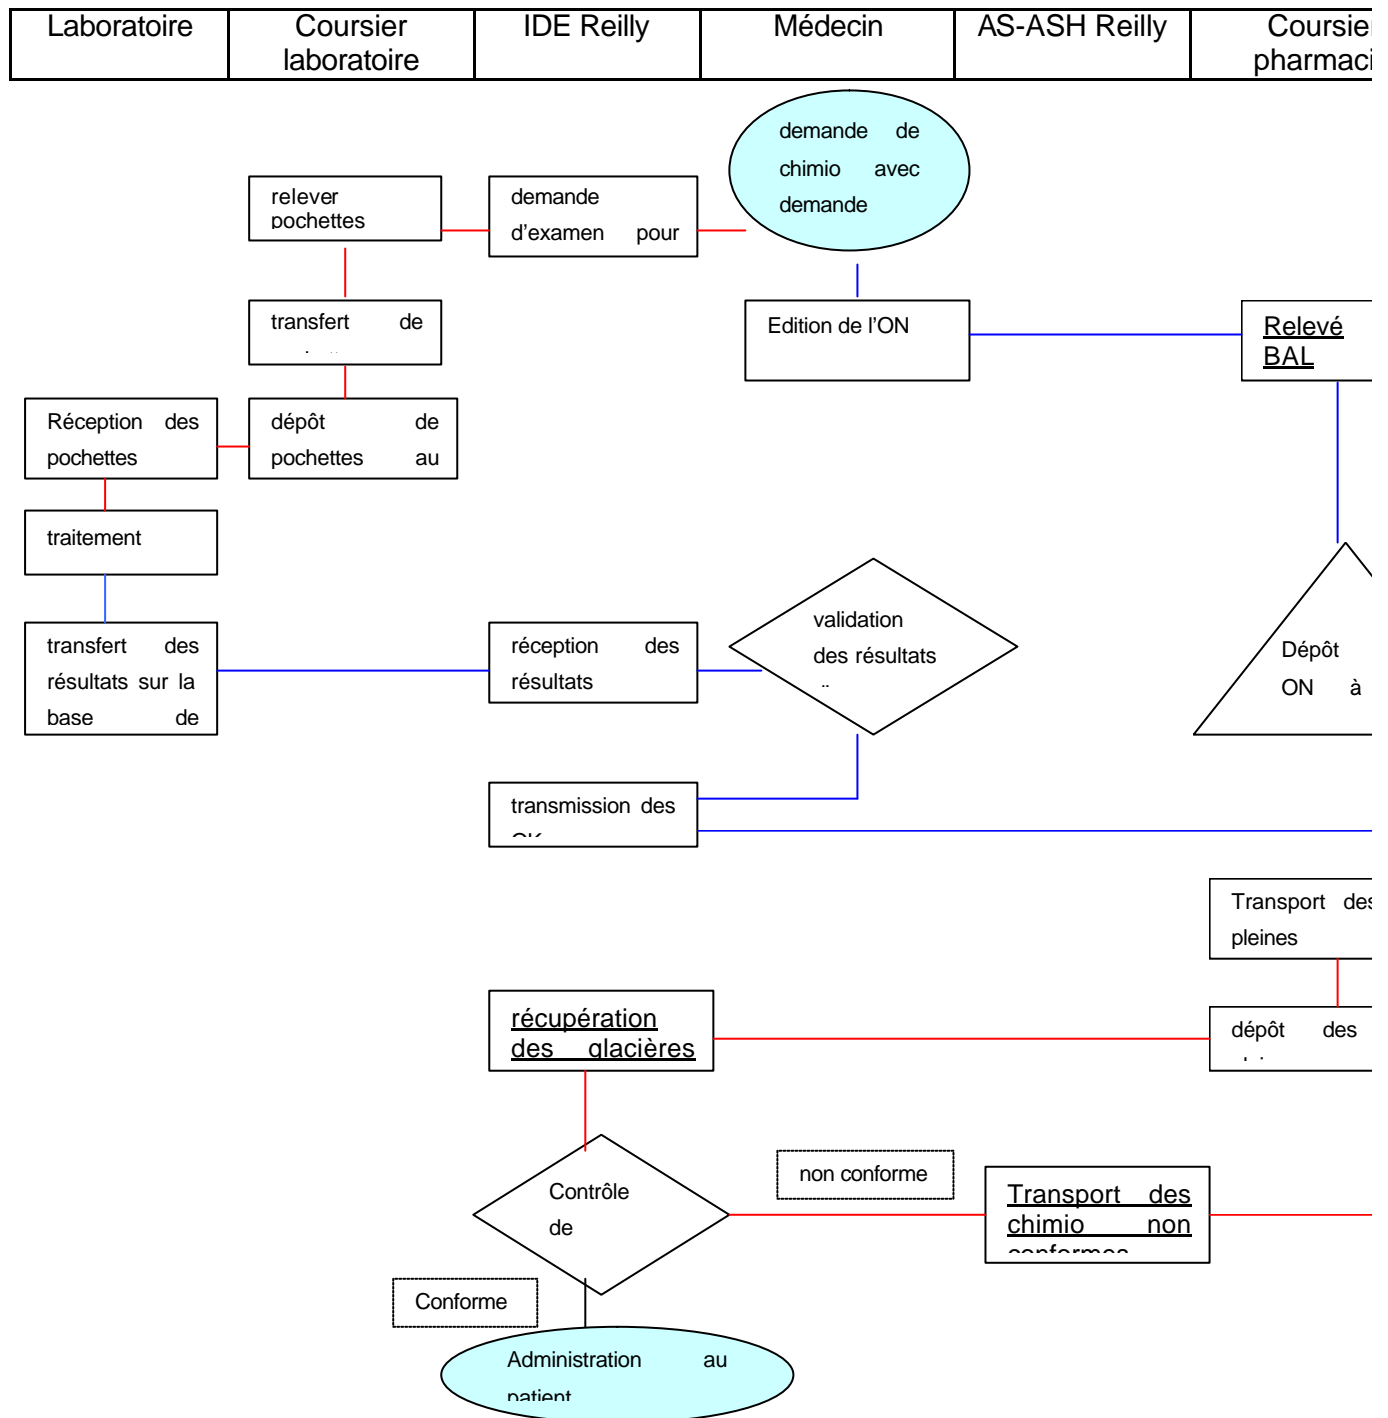 Laboratoire
Coursier
laboratoire
IDE Reilly
Médecin
AS-ASH Reilly
demande de
chimio avec
demande
relever
pochettes
demande
d'examen pour
transfert de
Edition de l'ON
Relevé
BAL
Réception des
pochettes
dépôt de
pochettes au
traitement
validation
des résultats
transfert des
résultats sur la
base de
réception des
résultats
Dépôt
ON à
transmission des
OK
Transport des
pleines
récupération
des glacières
dépôt des
non conforme
Contrôle
de
Transport des
chimio non
conformes
Conforme
Administration au
patient